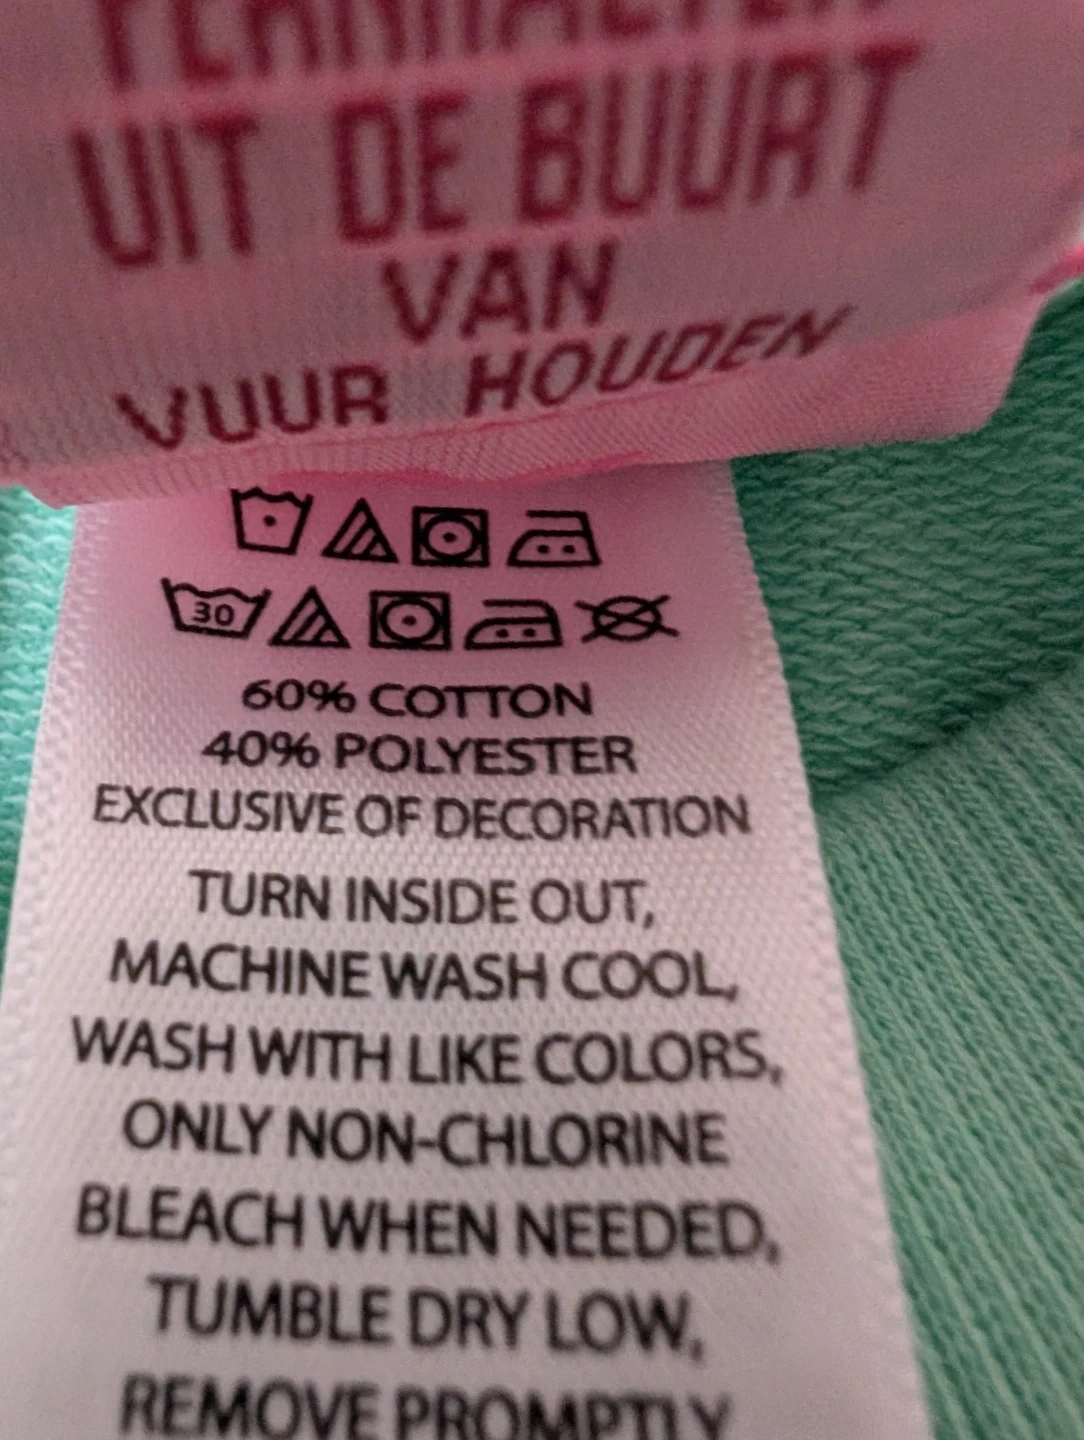 UIT DE BUURT
VAN
VUUR HOUDEN
30
60% COTTON
40% POLYESTER
EXCLUSIVE OF DECORATION
TURN INSIDE OUT,
MACHINE WASH COOL,
WASH WITH LIKE COLORS,
ONLY NON-CHLORINE
BLEACH WHEN NEEDED,
TUMBLE DRY LOW,
REMOVE PROMPTLY